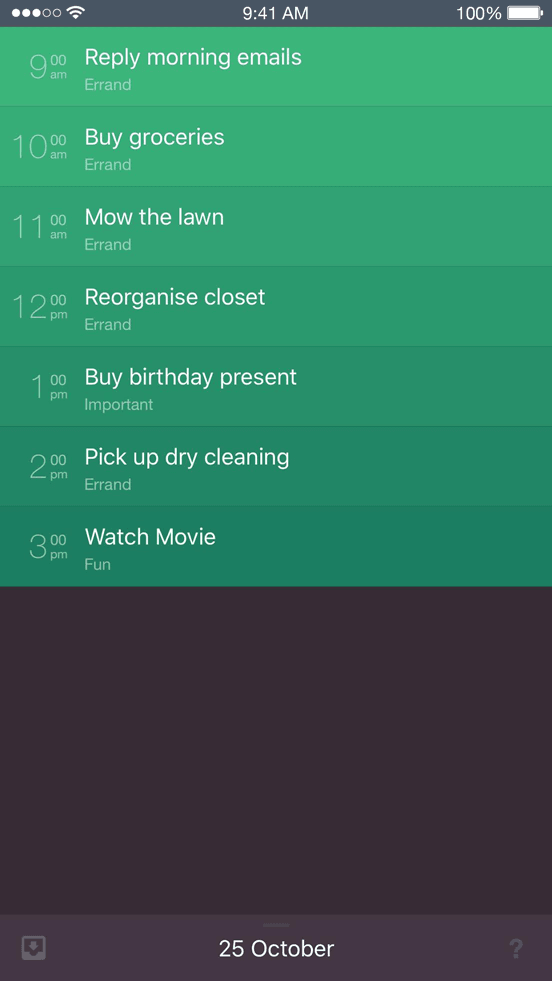 9:41 AM
100%
9 00 am
Reply morning emails
Errand
10 00 am
Buy groceries
Errand
11 00 am
Mow the lawn
Errand
12 00 pm
Reorganise closet
Errand
1 00 pm
Buy birthday present
Important
2 00 pm
Pick up dry cleaning
Errand
3 00 pm
Watch Movie
Fun
25 October
?